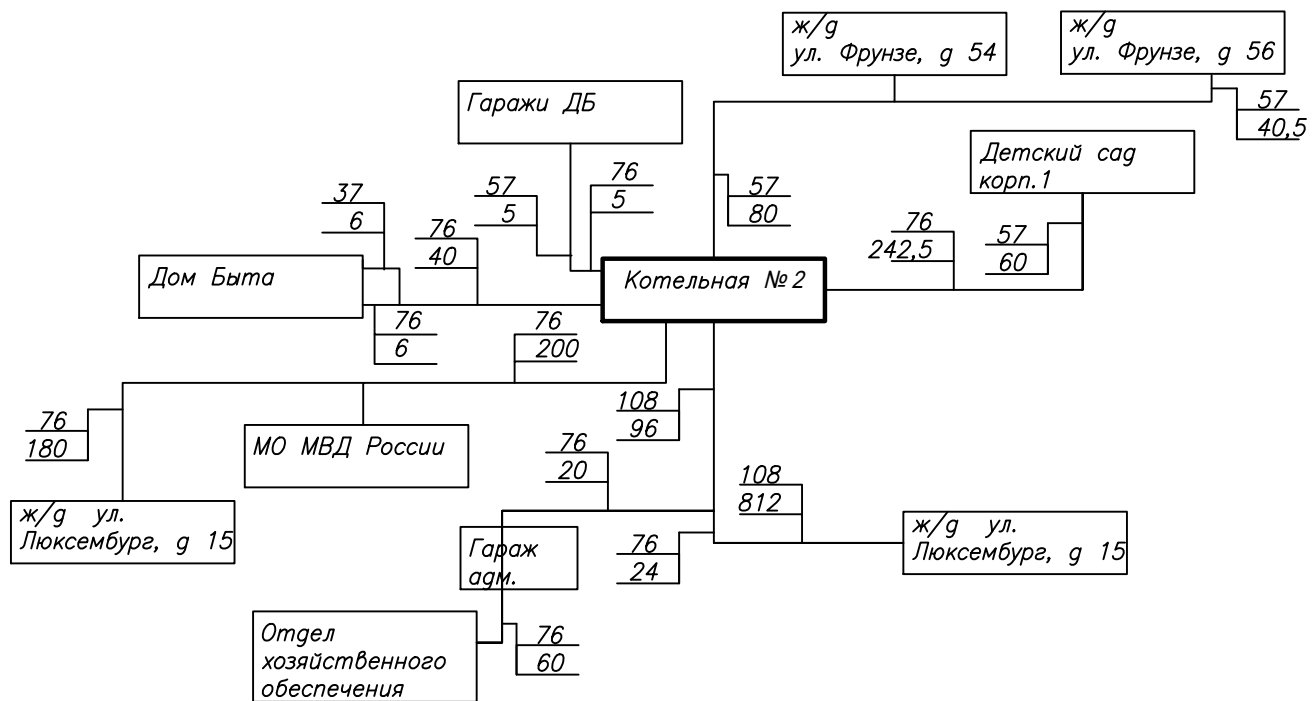 ж/д
ул. Фрунзе, д 54
ж/д
ул. Фрунзе, д 56
57
40,5
Гаражи ДБ
Детский сад
корп.1
37
6
57
5
76
5
57
80
76
40
76
242,5
57
60
Дом Быта
Котельная №2
76
6
76
200
76
180
МО МВД России
108
96
76
20
108
812
ж/д ул.
Люксембург, д 15
Гараж
адм.
76
24
ж/д ул.
Люксембург, д 15
Отдел
хозяйственного
обеспечения
76
60